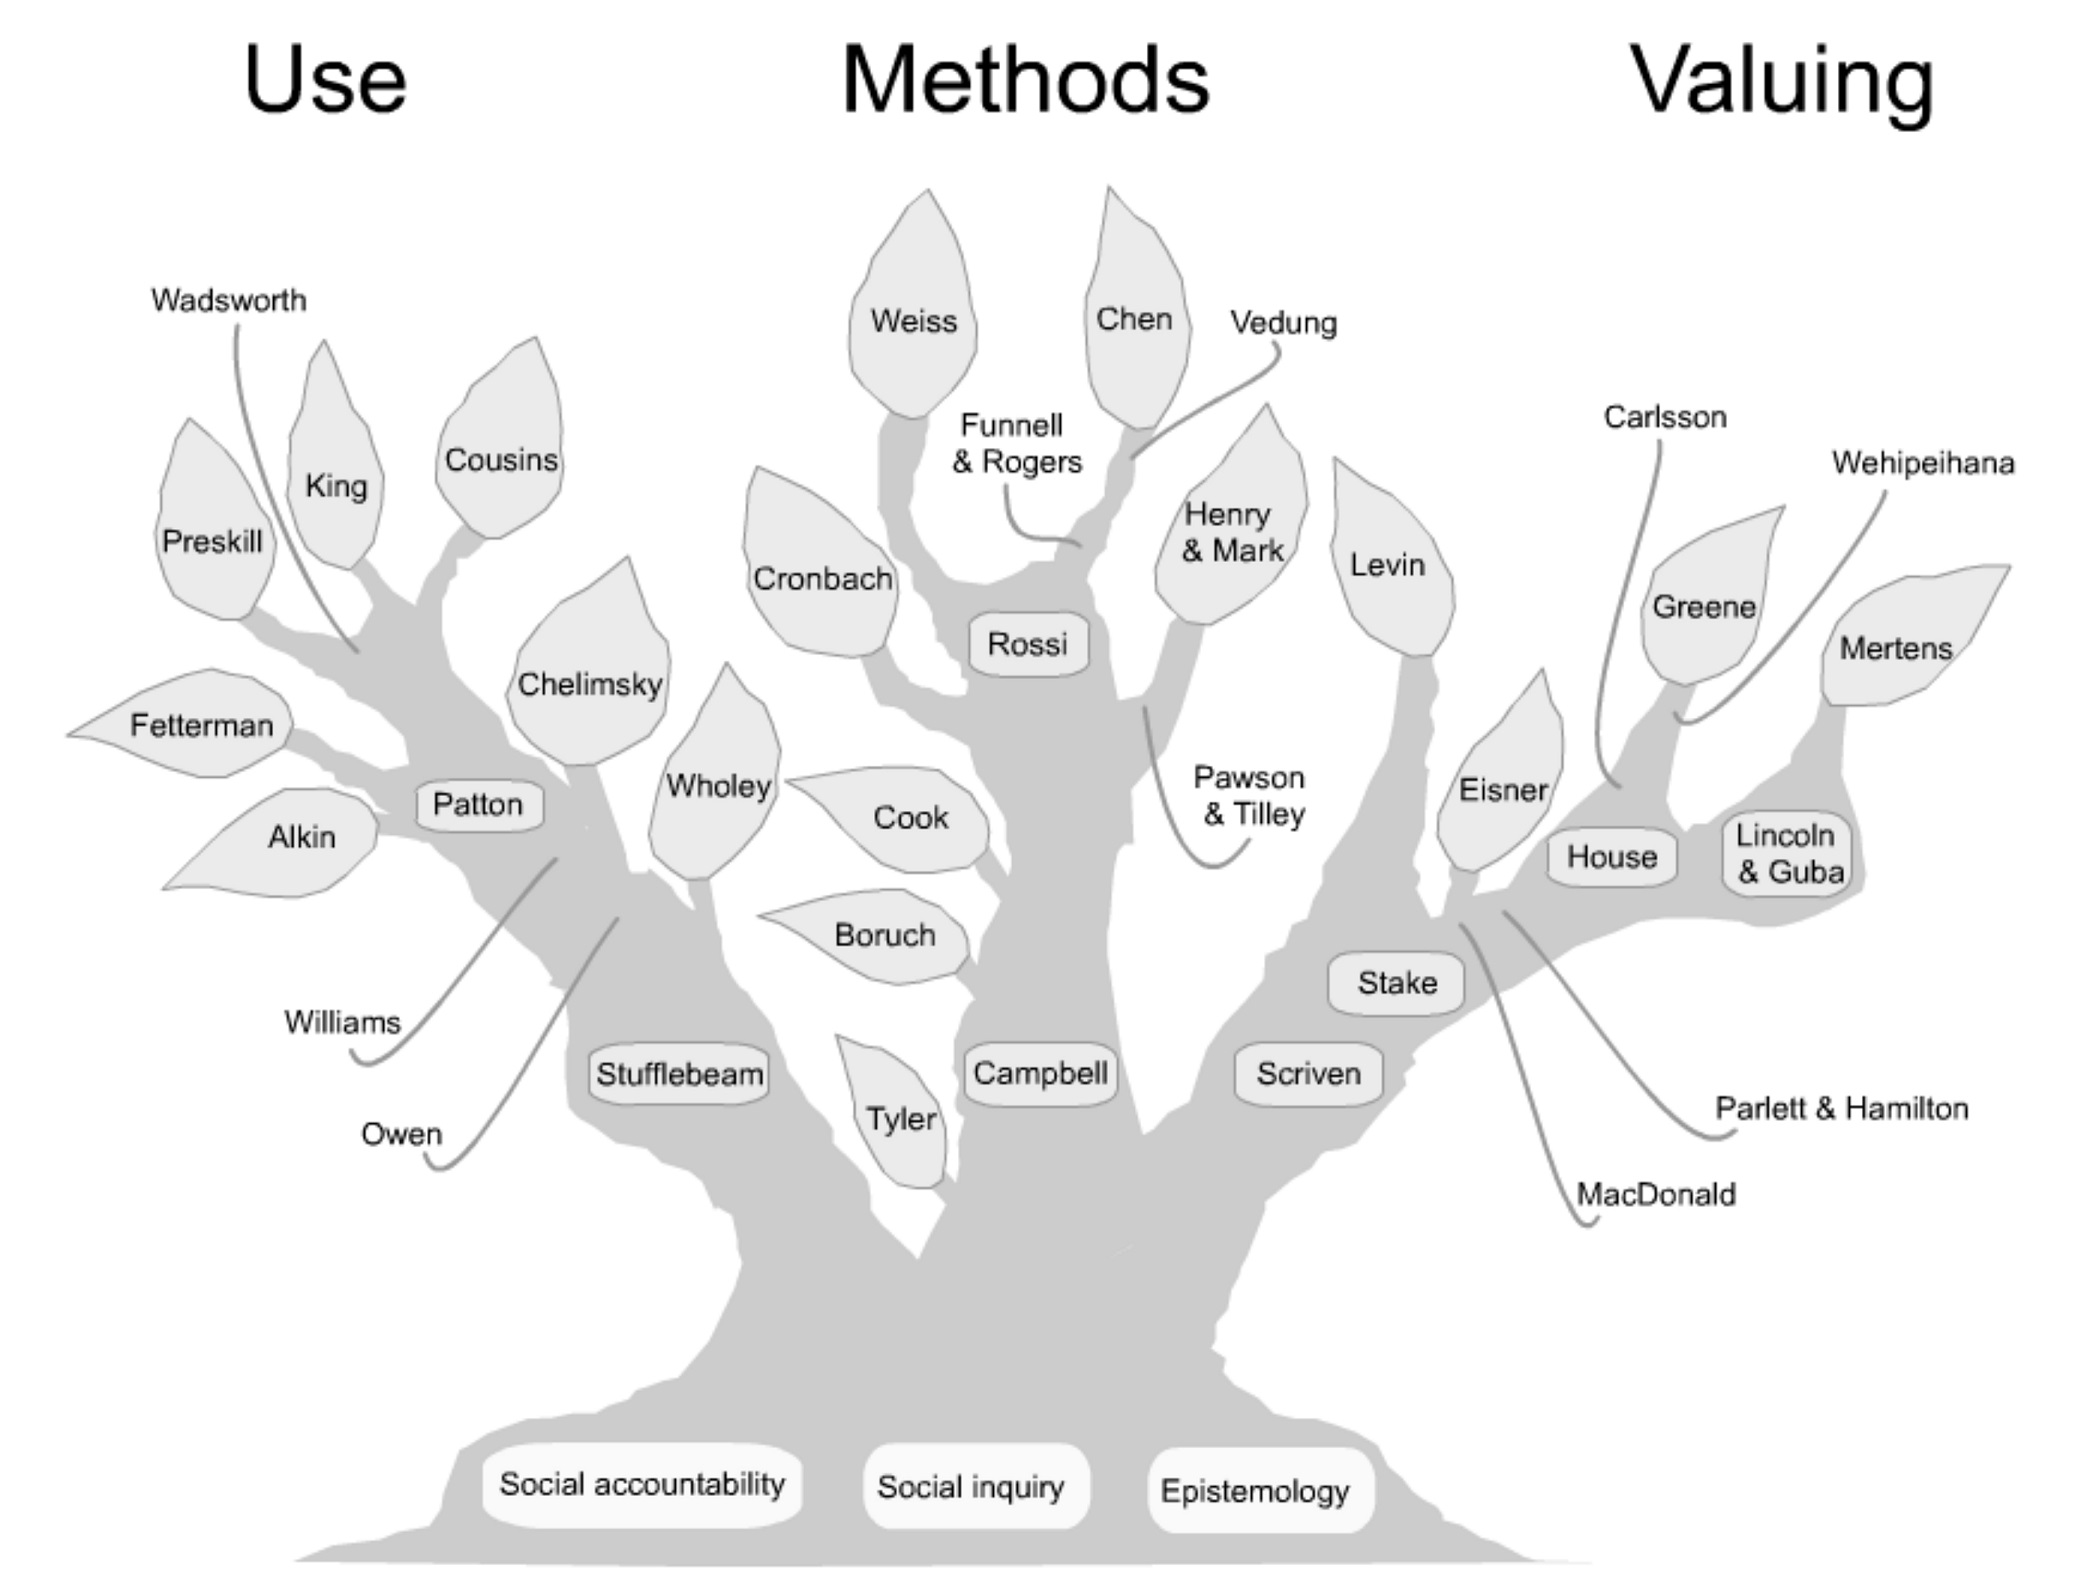 Use
Methods
Valuing
Wadsworth
Weiss
Chen
Vedung
King
Cousins
Preskill
Funnell
& Rogers
Carlsson
Wehipeihana
Cronbach
Henry
& Mark
Levin
Greene
Mertens
Rossi
Chelimsky
Fetterman
Wholey
Patton
Alkin
Cook
Pawson
& Tilley
Eisner
House
Lincoln
& Guba
Boruch
Stake
Williams
Stufflebeam
Campbell
Scriven
Tyler
Owen
Parlett & Hamilton
MacDonald
Social accountability
Social inquiry
Epistemology